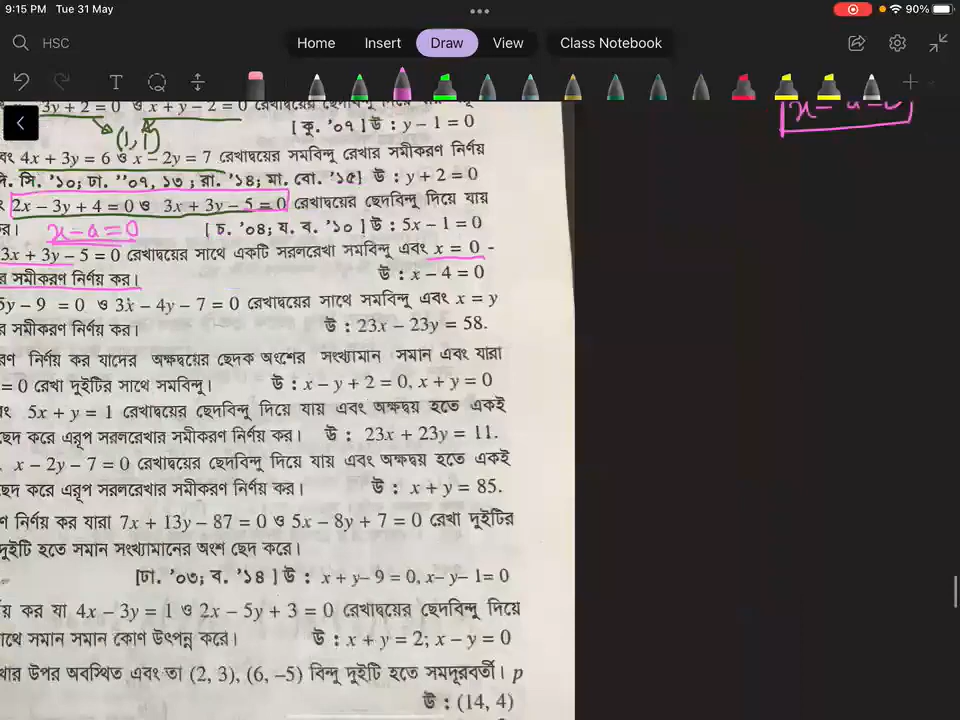 9:15 PM Tue 31 May
90%
HSC
Home Insert Draw View Class Notebook
3y + 2 = 0 ও x + y – 2 = 0 রেখাদ্বয়ের ছেদবিন্দু দিয়ে
(1, 1)
[ কু. '০৭ ] উ : y – 1 = 0
বং 4x + 3y = 6 ও x – 2y = 7 রেখাদ্বয়ের সমবিন্দু রেখার সমীকরণ নির্ণয়
দি. সি. '১০; ঢা. ''০৭, ১৩ ; রা. '১৪; মা. বো. '১৫] উ : y + 2 = 0
2x – 3y + 4 = 0 ও 3x + 3y – 5 = 0 রেখাদ্বয়ের ছেদবিন্দু দিয়ে যায়
কর। x - a = 0 [ চ. '০৪; য. ব. '১০ ] উ : 5x – 1 = 0
3x + 3y – 5 = 0 রেখাদ্বয়ের সাথে একটি সরলরেখা সমবিন্দু এবং x = 0 -
র সমীকরণ নির্ণয় কর। উ : x – 4 = 0
5y – 9 = 0 ও 3x – 4y – 7 = 0 রেখাদ্বয়ের সাথে সমবিন্দু এবং x = y
র সমীকরণ নির্ণয় কর। উ : 23x – 23y = 58.
রণ নির্ণয় কর যাদের অক্ষদ্বয়ের ছেদক অংশের সংখ্যামান সমান এবং যারা
= 0 রেখা দুইটির সাথে সমবিন্দু। উ : x – y + 2 = 0, x + y = 0
বং 5x + y = 1 রেখাদ্বয়ের ছেদবিন্দু দিয়ে যায় এবং অক্ষদ্বয় হতে একই
ছেদ করে এরূপ সরলরেখার সমীকরণ নির্ণয় কর। উ : 23x + 23y = 11.
, x – 2y – 7 = 0 রেখাদ্বয়ের ছেদবিন্দু দিয়ে যায় এবং অক্ষদ্বয় হতে একই
ছেদ করে এরূপ সরলরেখার সমীকরণ নির্ণয় কর। উ : x + y = 85.
ণ নির্ণয় কর যারা 7x + 13y – 87 = 0 ও 5x – 8y + 7 = 0 রেখা দুইটির
দুইটি হতে সমান সংখ্যামানের অংশ ছেদ করে।
[ঢা. '০৩; ব. '১৪ ] উ : x + y– 9 = 0, x– y– 1= 0
র্ণয় কর যা 4x – 3y = 1 ও 2x – 5y + 3 = 0 রেখাদ্বয়ের ছেদবিন্দু দিয়ে
সাথে সমান সমান কোণ উৎপন্ন করে। উ : x + y = 2; x – y = 0
খার উপর অবস্থিত এবং তা (2, 3), (6, –5) বিন্দু দুইটি হতে সমদূরবর্তী। p
উ : (14, 4)